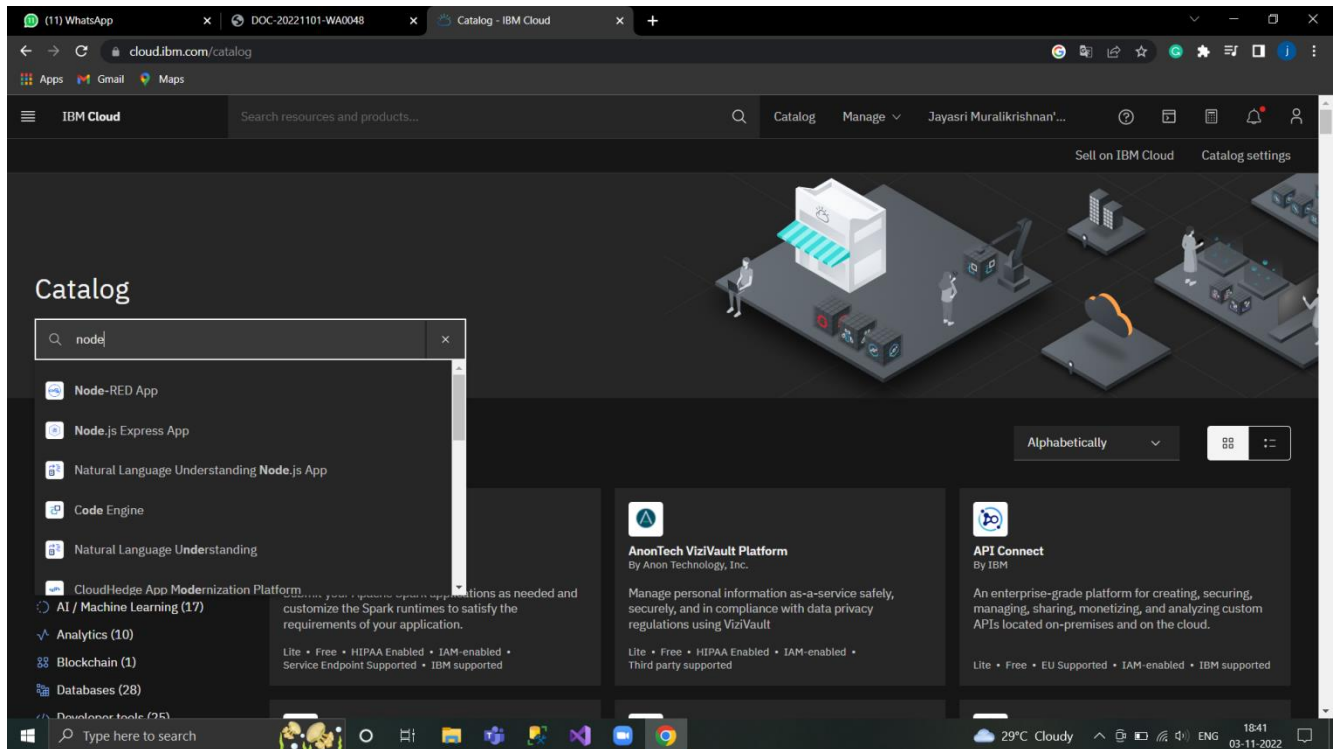 (11) WhatsApp
DOC-20221101-WA0048
Catalog - IBM Cloud
cloud.ibm.com/catalog
Apps
Gmail
Maps
IBM Cloud
Search resources and products...
Catalog
Manage
Jayasri Muralikrishnan'...
Sell on IBM Cloud
Catalog settings
Catalog
node
Node-RED App
Node.js Express App
Natural Language Understanding Node.js App
Code Engine
Natural Language Understanding
CloudHedge App Modernization Platform
AI / Machine Learning (17)
Analytics (10)
Blockchain (1)
Databases (28)
Developer tools (25)
Alphabetically
Submit your Apache Spark applications as needed and
customize the Spark runtimes to satisfy the
requirements of your application.
Lite • Free • HIPAA Enabled • IAM-enabled •
Service Endpoint Supported • IBM supported
AnonTech ViziVault Platform
By Anon Technology, Inc.
Manage personal information as-a-service safely,
securely, and in compliance with data privacy
regulations using ViziVault
Lite • Free • HIPAA Enabled • IAM-enabled •
Third party supported
API Connect
By IBM
An enterprise-grade platform for creating, securing,
managing, sharing, monetizing, and analyzing custom
APIs located on-premises and on the cloud.
Lite • Free • EU Supported • IAM-enabled • IBM supported
Type here to search
29°C Cloudy
ENG
18:41
03-11-2022